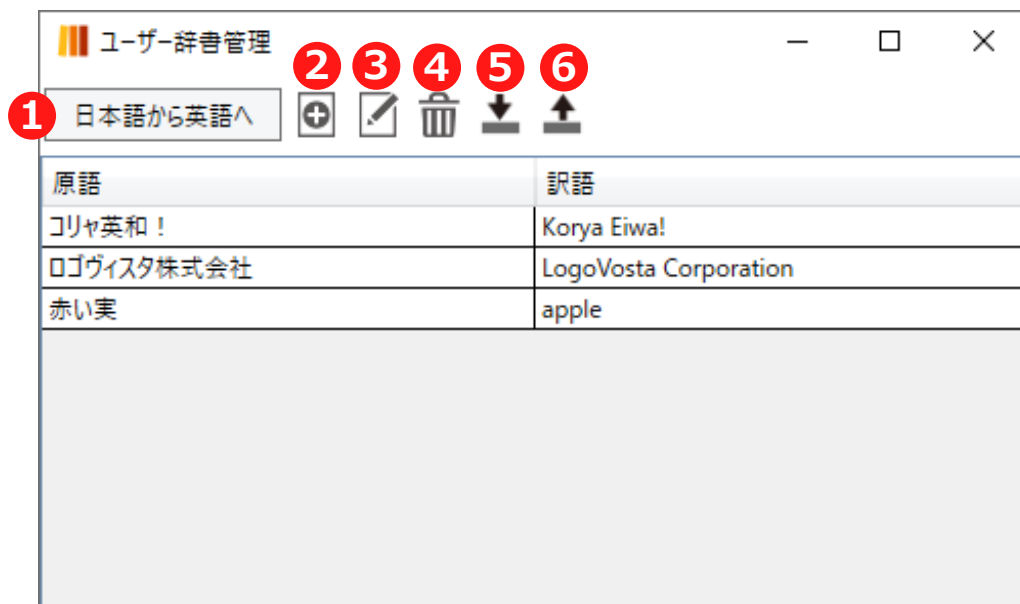 ユーザー辞書管理
2 3 4 5 6
1 日本語から英語へ
原語 訳語
コリャ英和！ Korya Eiwa!
ロゴヴィスタ株式会社 LogoVosta Corporation
赤い実 apple